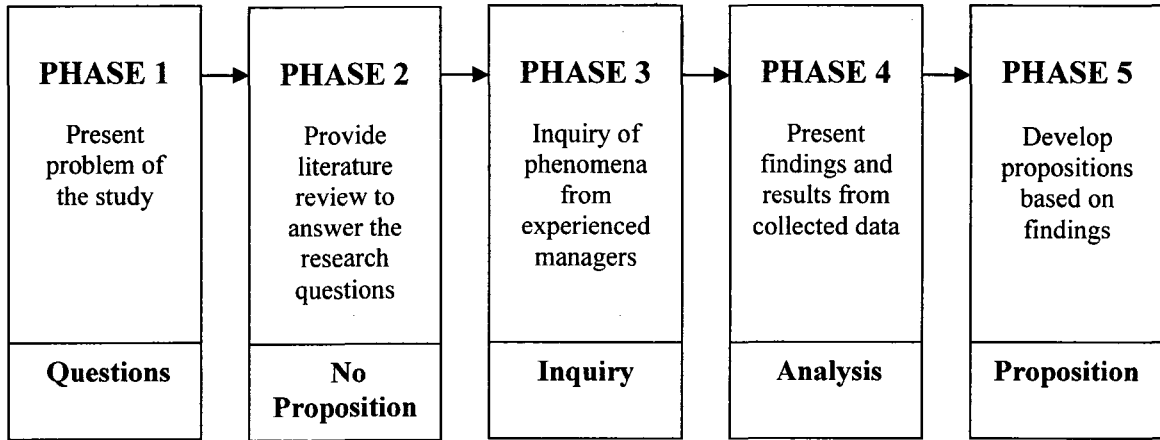 PHASE 1
Present
problem of
the study
Questions
PHASE 2
Provide
literature
review to
answer the
research
questions
No
Proposition
PHASE 3
Inquiry of
phenomena
from
experienced
managers
Inquiry
PHASE 4
Present
findings and
results from
collected data
Analysis
PHASE 5
Develop
propositions
based on
findings
Proposition